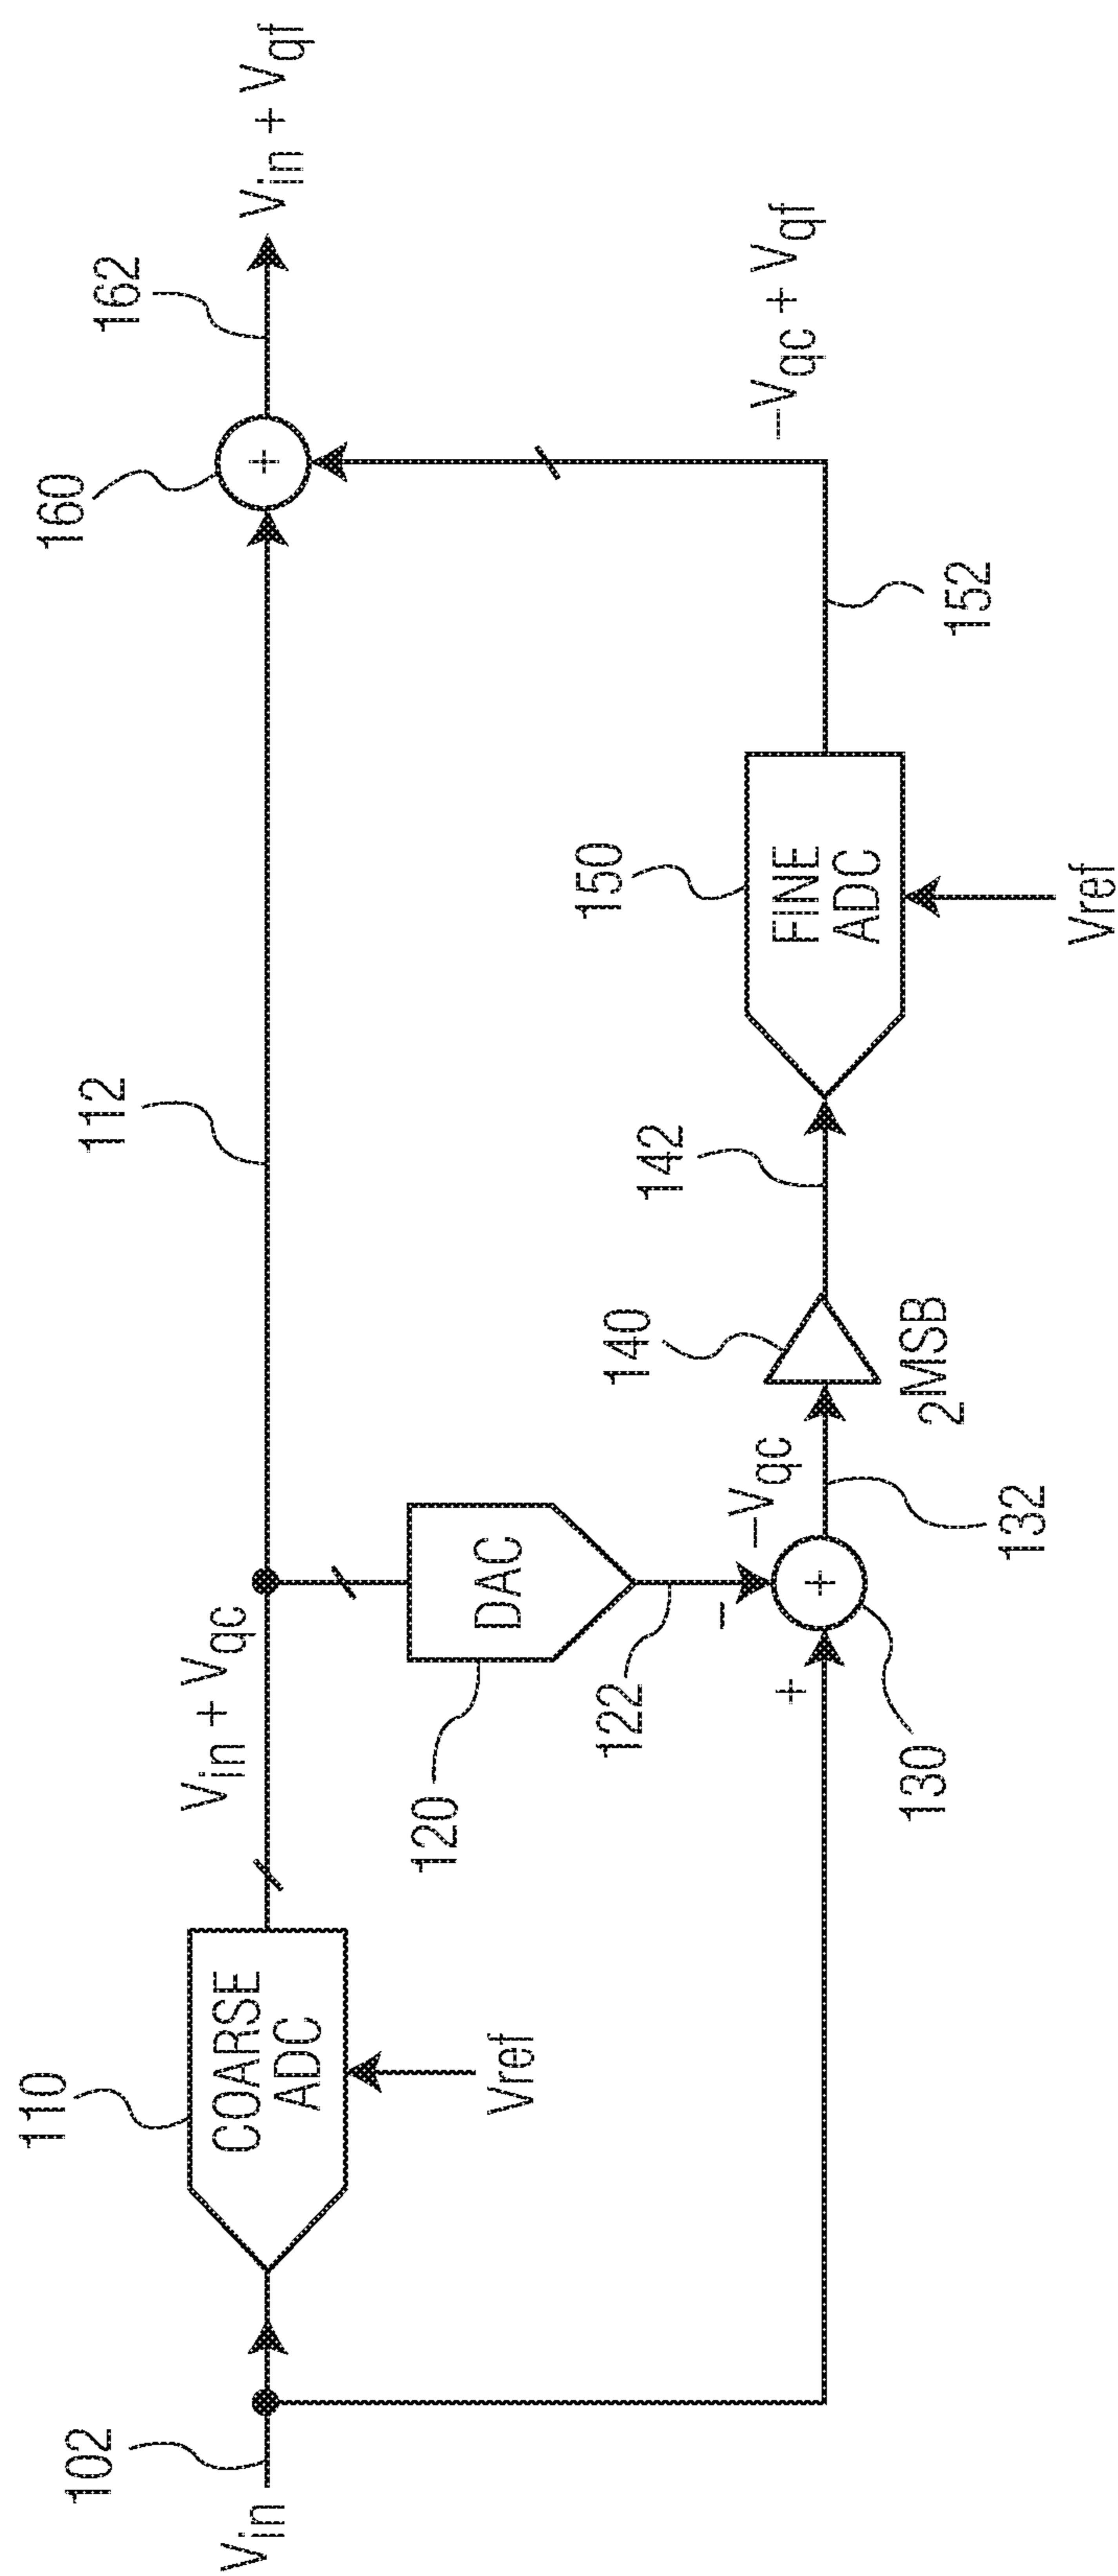 102
Vin
110
COARSE
ADC
Vref
Vin + Vqc
112
120
DAC
122
−
+
+
130
−Vqc
132
140
2MSB
142
150
FINE
ADC
Vref
152
−Vqc + Vqf
160
+
162
Vin + Vqf